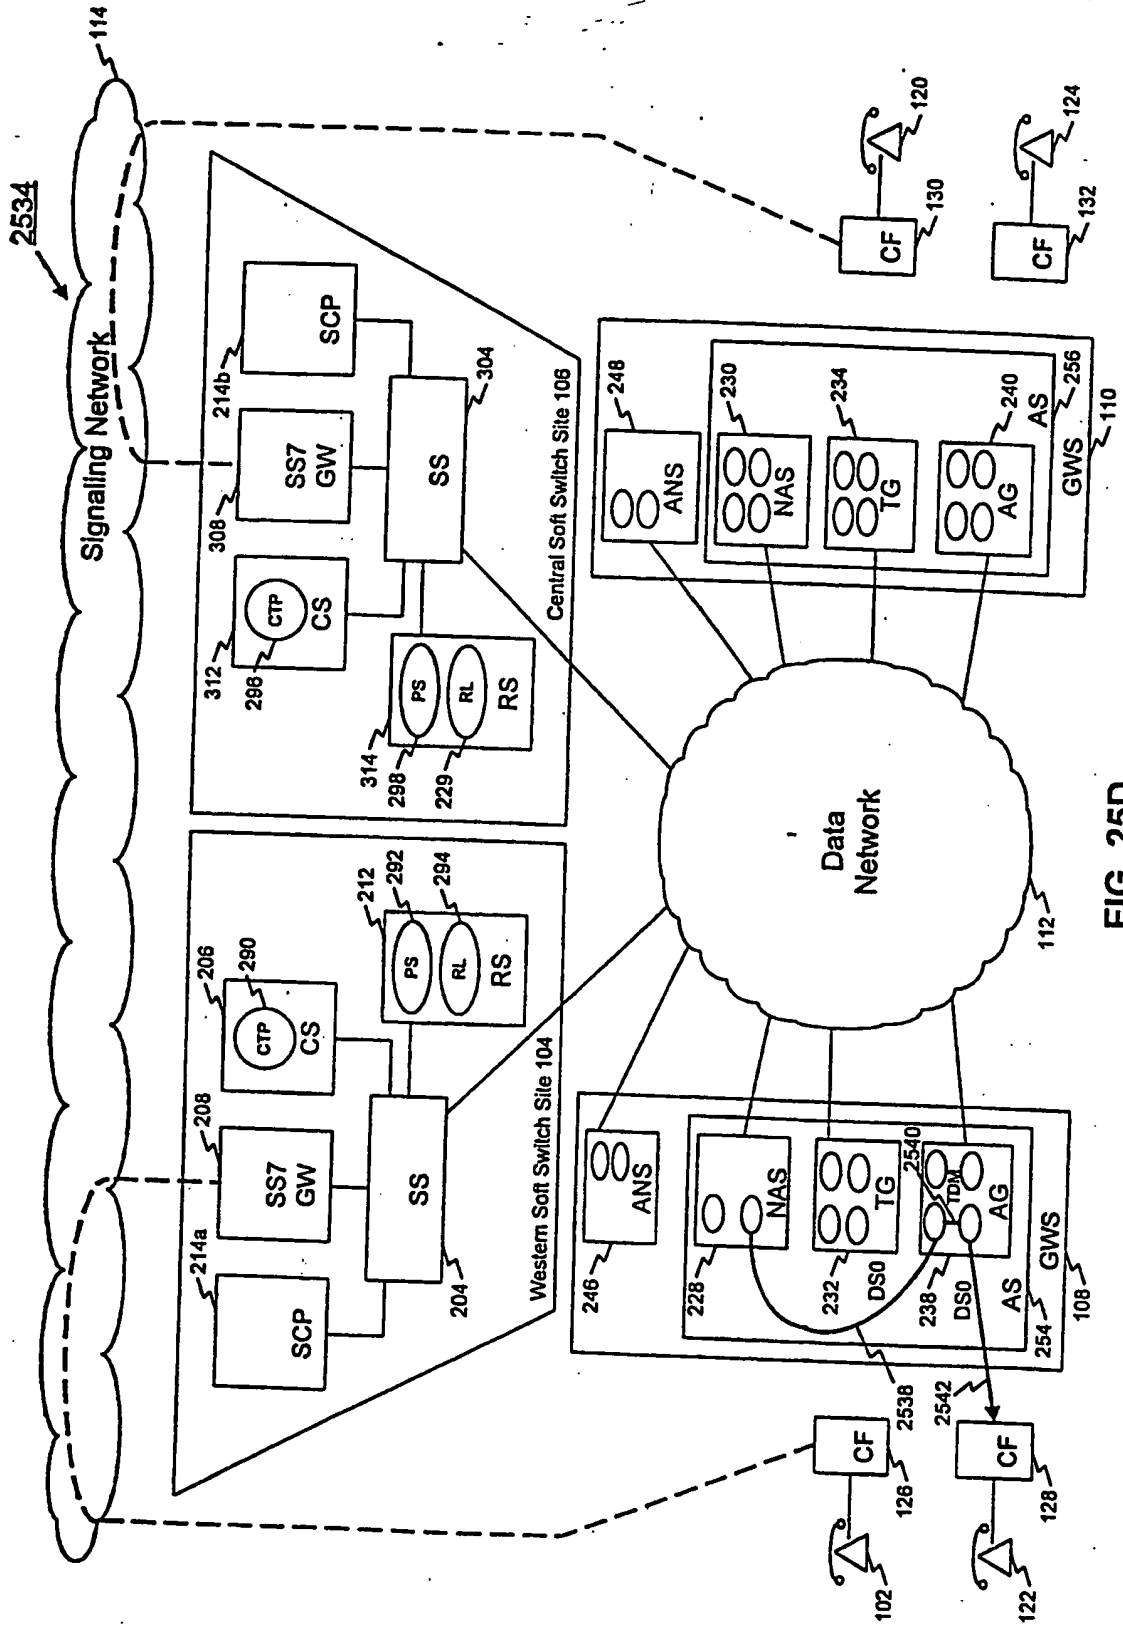 2534
114
Signaling Network
214a
SCP
208
SS7
GW
206
290
CTP
CS
212
292
294
PS
RL
RS
SS
204
Western Soft Switch Site 104
312
296
CTP
CS
308
SS7
GW
214b
SCP
314
298
229
PS
RL
RS
SS
304
Central Soft Switch Site 106
246
ANS
228
NAS
232
TG
DS0
2540
238
TDM
AG
DS0
AS
254
GWS
108
2538
2542
102
CF
126
122
CF
128
Data
Network
112
248
ANS
230
NAS
234
TG
240
AG
AS
256
GWS
110
CF
130
120
CF
132
124
FIG. 25D